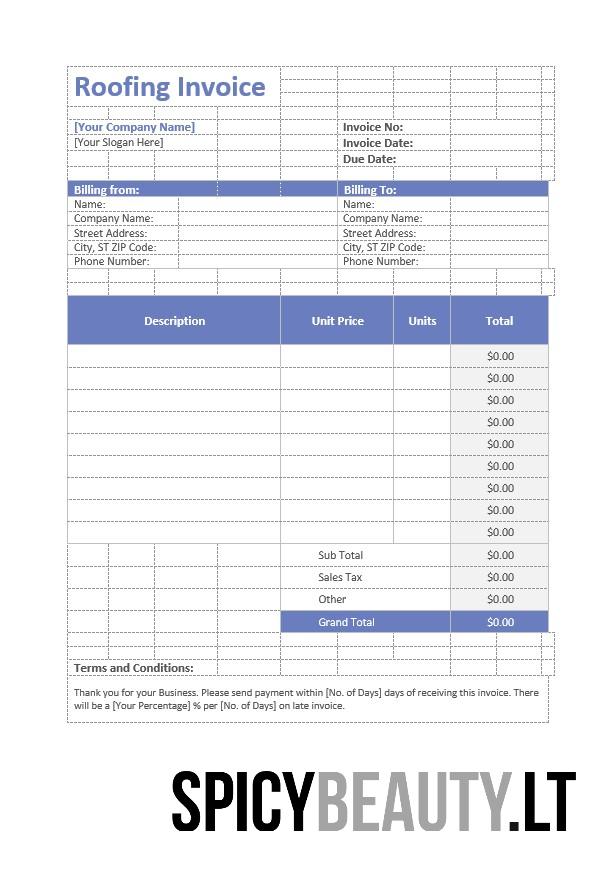 Roofing Invoice
[Your Company Name] Invoice No:
[Your Slogan Here] Invoice Date:
Due Date:
Billing from: Billing To:
Name: Name:
Company Name: Company Name:
Street Address: Street Address:
City, ST ZIP Code: City, ST ZIP Code:
Phone Number: Phone Number:
Description Unit Price Units Total
$0.00
$0.00
$0.00
$0.00
$0.00
$0.00
$0.00
$0.00
$0.00
Sub Total $0.00
Sales Tax $0.00
Other $0.00
Grand Total $0.00
Terms and Conditions:
Thank you for your Business. Please send payment within [No. of Days] days of receiving this invoice. There
will be a [Your Percentage] % per [No. of Days] on late invoice.
SPICYBEAUTY.LT